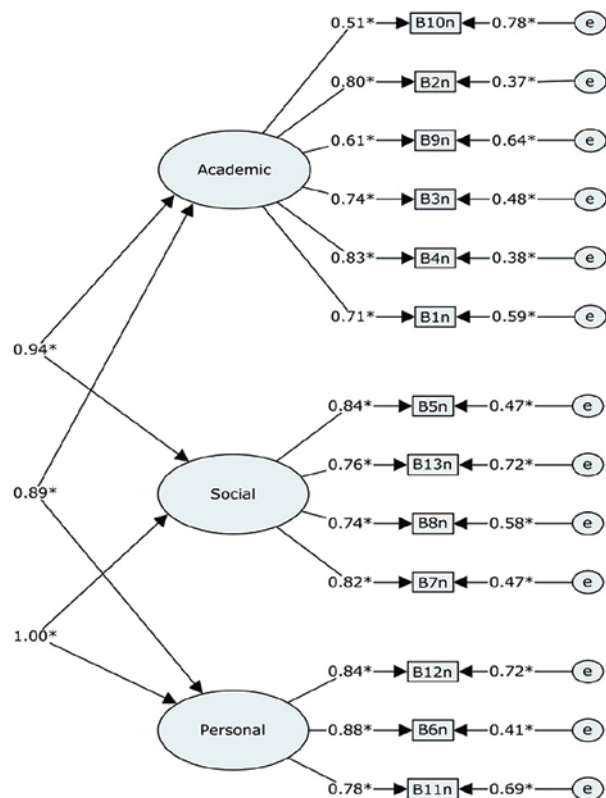 0.51* B10n 0.78* e
0.80* B2n 0.37* e
Academic 0.61* B9n 0.64* e
0.74* B3n 0.48* e
0.83* B4n 0.38* e
0.71* B1n 0.59* e
0.94*
0.84* B5n 0.47* e
0.76* B13n 0.72* e
0.89* Social
0.74* B8n 0.58* e
0.82* B7n 0.47* e
1.00*
0.84* B12n 0.72* e
Personal 0.88* B6n 0.41* e
0.78* B11n 0.69* e